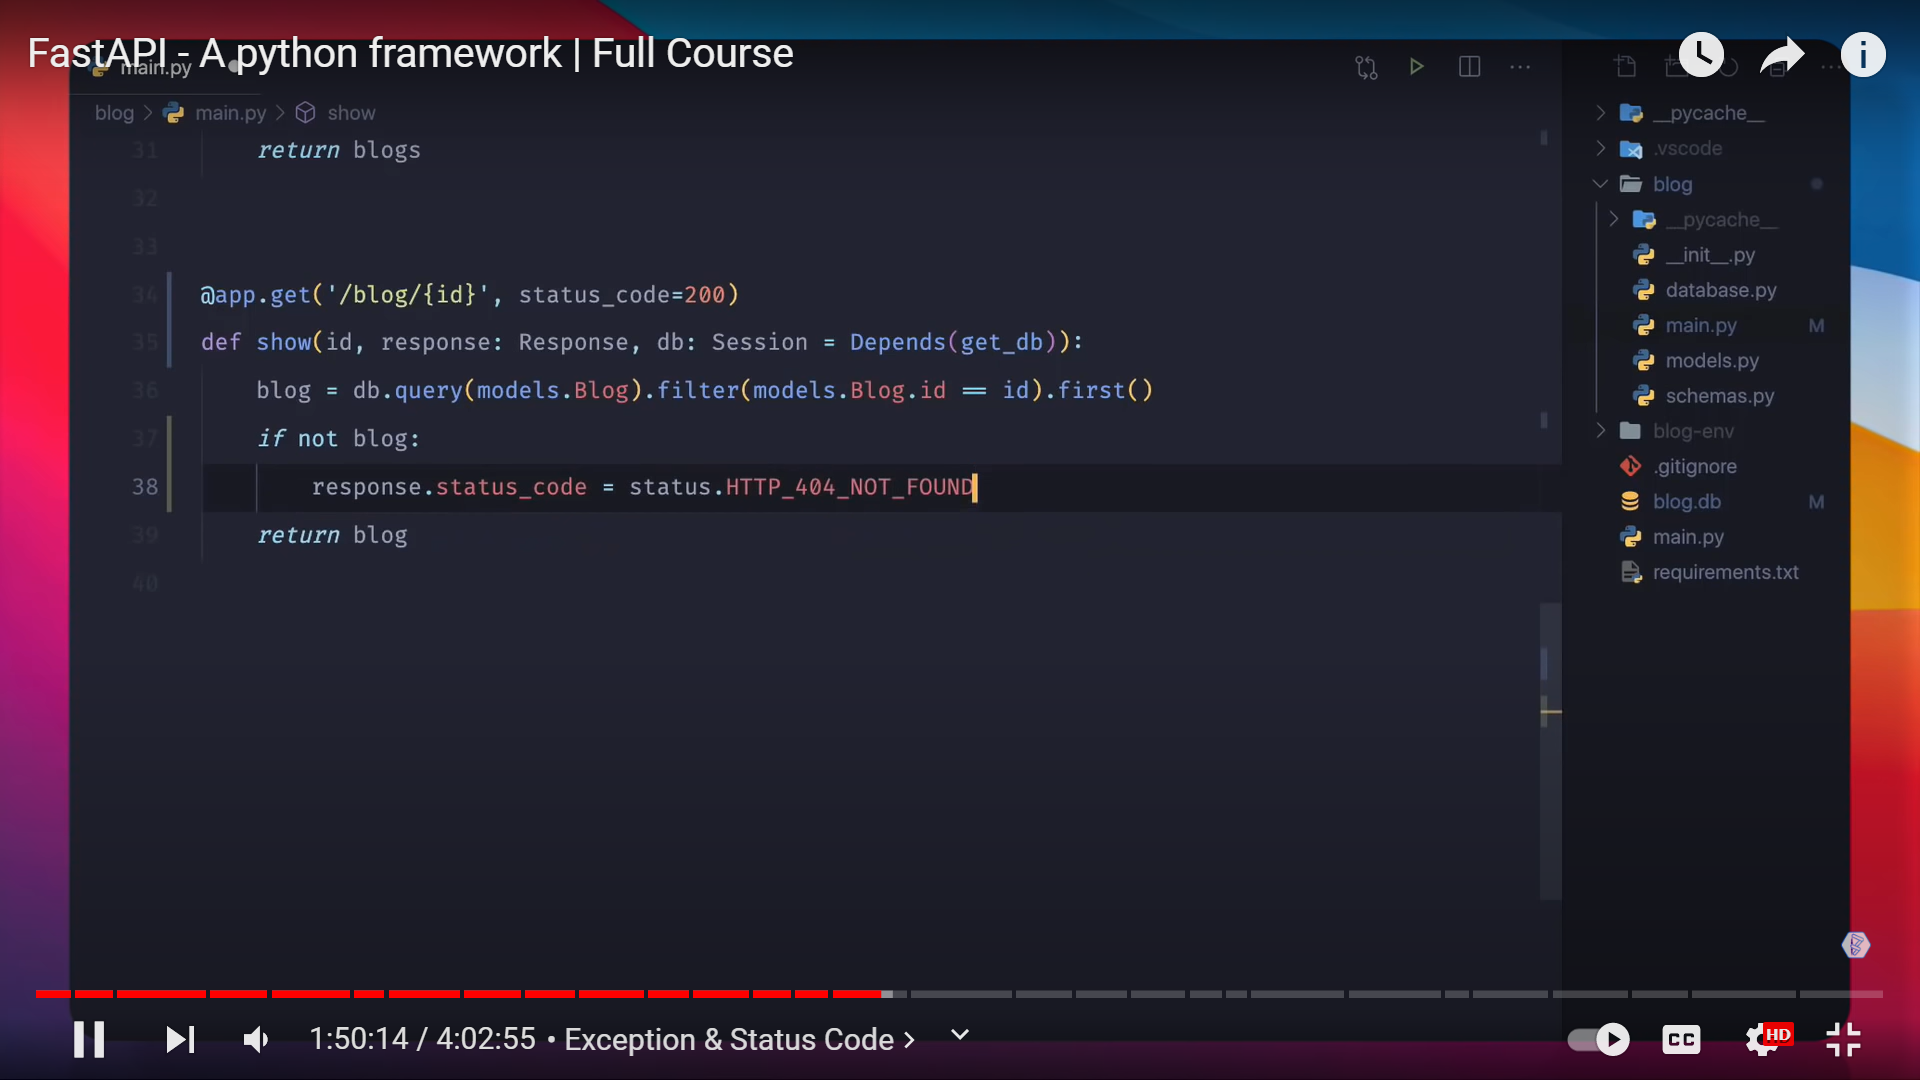 FastAPI - A python framework | Full Course
main.py
blog > main.py > show
31 return blogs
32
33
34 @app.get('/blog/{id}', status_code=200)
35 def show(id, response: Response, db: Session = Depends(get_db)):
36 blog = db.query(models.Blog).filter(models.Blog.id == id).first()
37 if not blog:
38 response.status_code = status.HTTP_404_NOT_FOUND
39 return blog
40
__pycache__
.vscode
blog
__pycache__
__init__.py
database.py
main.py M
models.py
schemas.py
blog-env
.gitignore
blog.db M
main.py
requirements.txt
1:50:14 / 4:02:55 • Exception & Status Code >
CC
HD